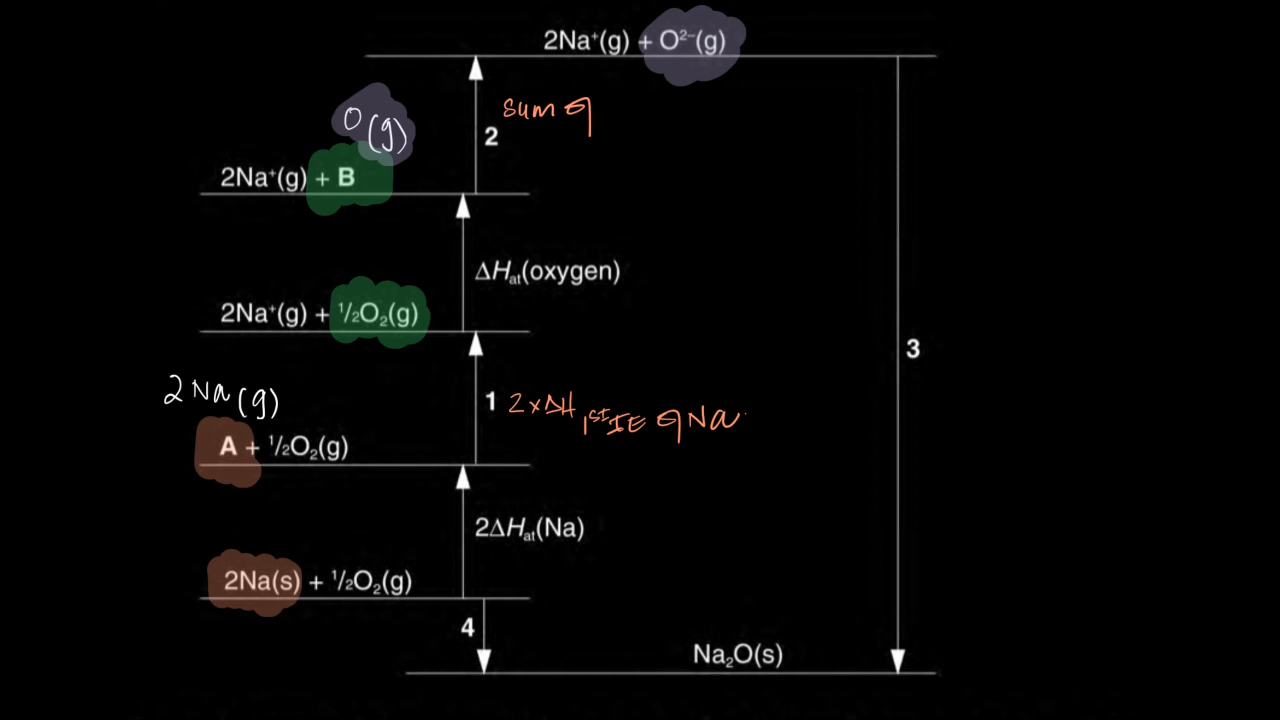 2Na⁺(g) + O²⁻(g)
sum of
2
O (g)
2Na⁺(g) + B
ΔHat(oxygen)
2Na⁺(g) + ½O₂(g)
3
2Na (g)
1 2×ΔH 1st IE of Na
A + ½O₂(g)
2ΔHat(Na)
2Na(s) + ½O₂(g)
4
Na₂O(s)